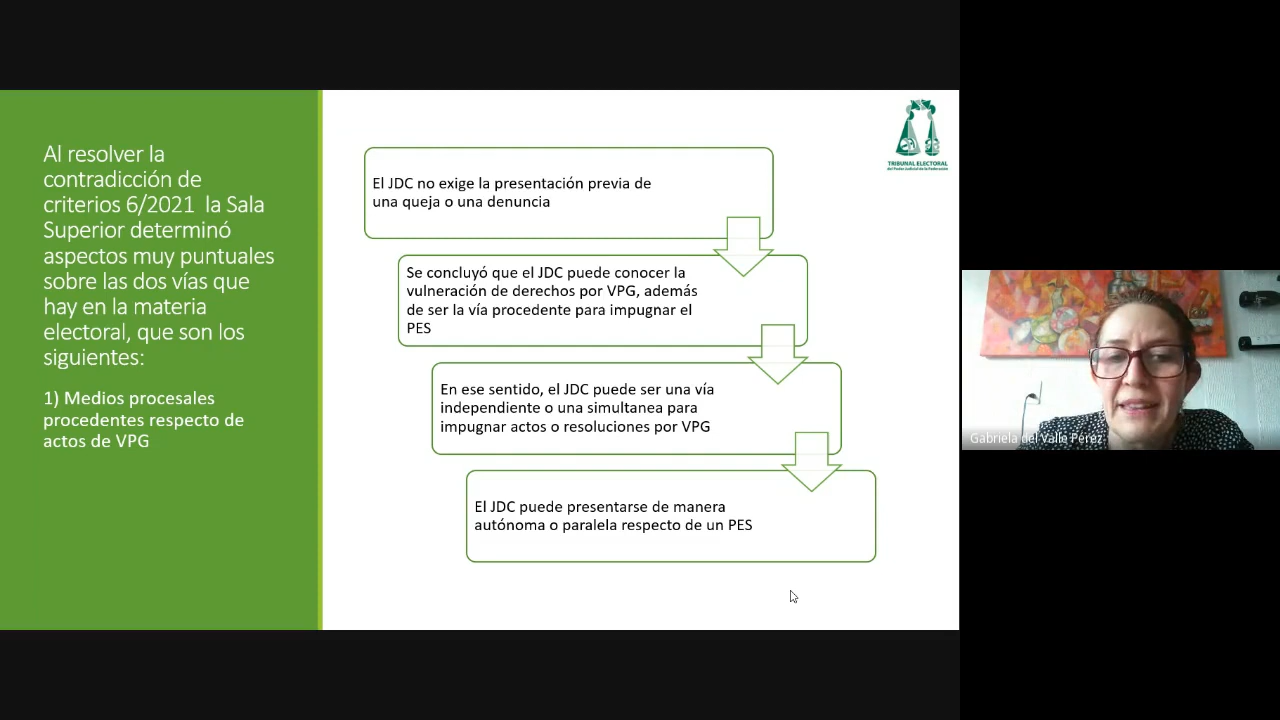 Al resolver la
contradicción de
criterios 6/2021 la Sala
Superior determinó
aspectos muy puntuales
sobre las dos vías que
hay en la materia
electoral, que son los
siguientes:
1) Medios procesales
procedentes respecto de
actos de VPG
El JDC no exige la presentación previa de
una queja o una denuncia
Se concluyó que el JDC puede conocer la
vulneración de derechos por VPG, además
de ser la vía procedente para impugnar el
PES
En ese sentido, el JDC puede ser una vía
independiente o una simultanea para
impugnar actos o resoluciones por VPG
El JDC puede presentarse de manera
autónoma o paralela respecto de un PES
TRIBUNAL ELECTORAL
del Poder Judicial de la Federación
Gabriela del Valle Pérez